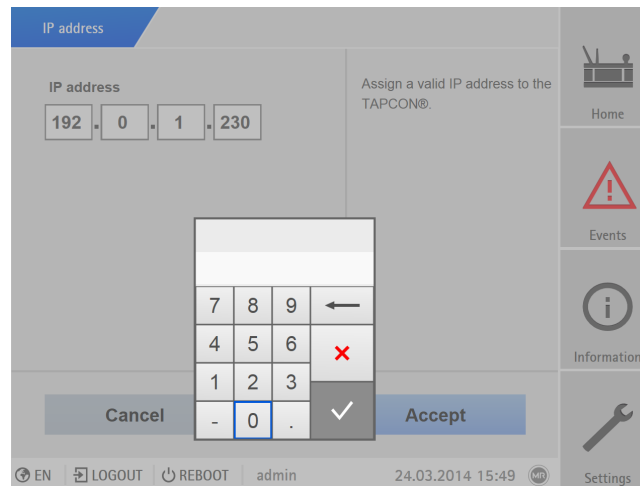 IP address
IP address
192 . 0 . 1 . 230
Assign a valid IP address to the
TAPCON®.
7 8 9
4 5 6
1 2 3
- 0 .
Cancel
Accept
EN LOGOUT REBOOT admin 24.03.2014 15:49 MR
Home
Events
Information
Settings